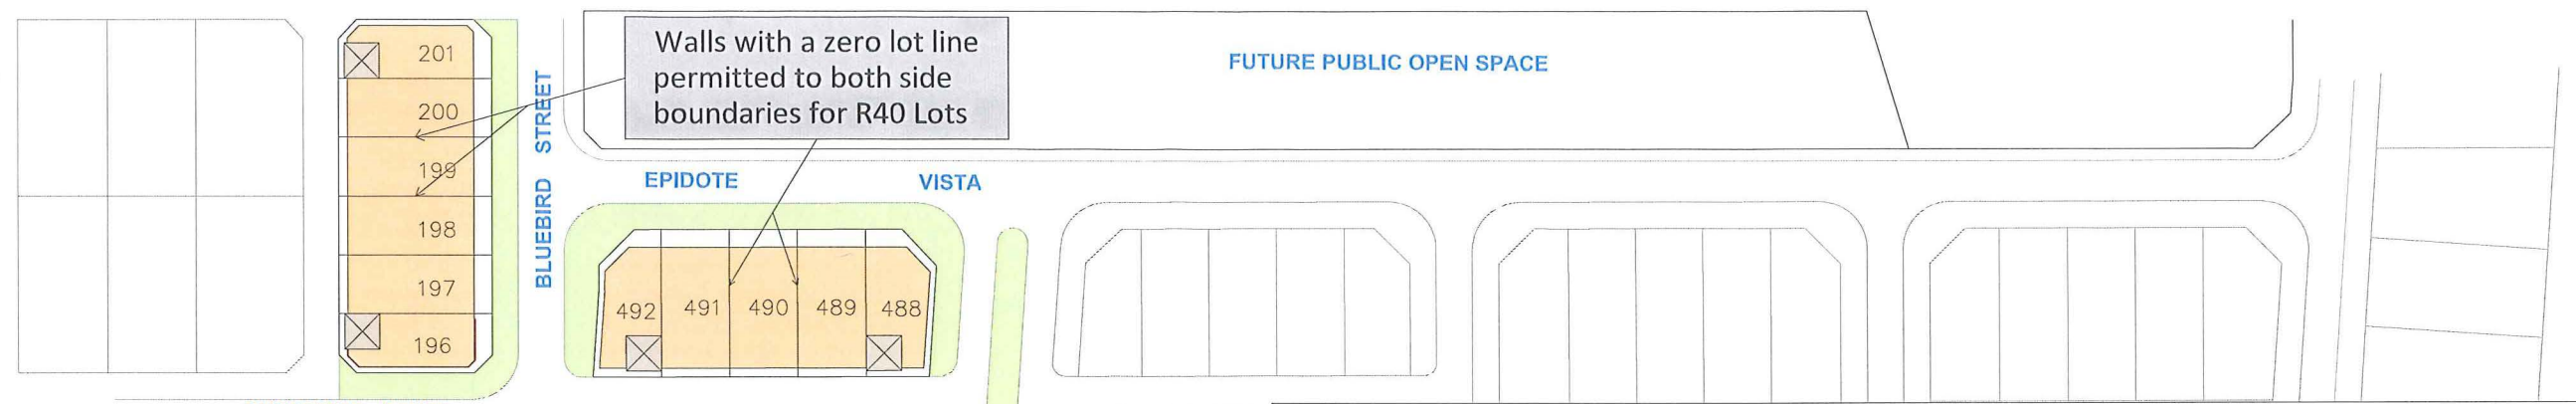 201
200
199
198
197
196
BLUEBIRD STREET
Walls with a zero lot line
permitted to both side
boundaries for R40 Lots
FUTURE PUBLIC OPEN SPACE
EPIDOTE VISTA
492 491 490 489 488